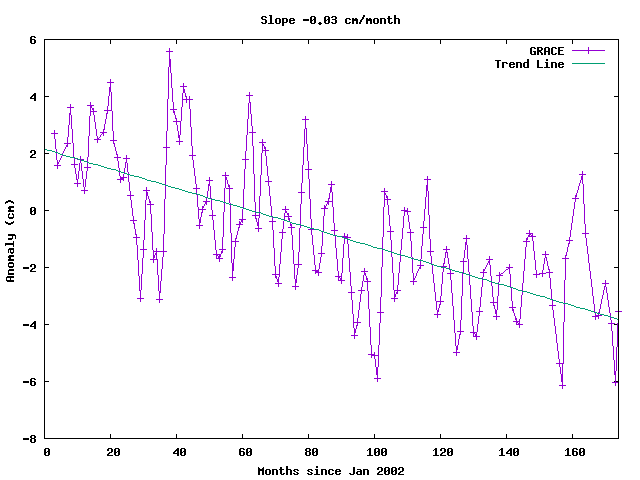 Slope -0.03 cm/month
GRACE
Trend Line
6
4
2
0
-2
-4
-6
-8
Anomaly (cm)
0 20 40 60 80 100 120 140 160
Months since Jan 2002